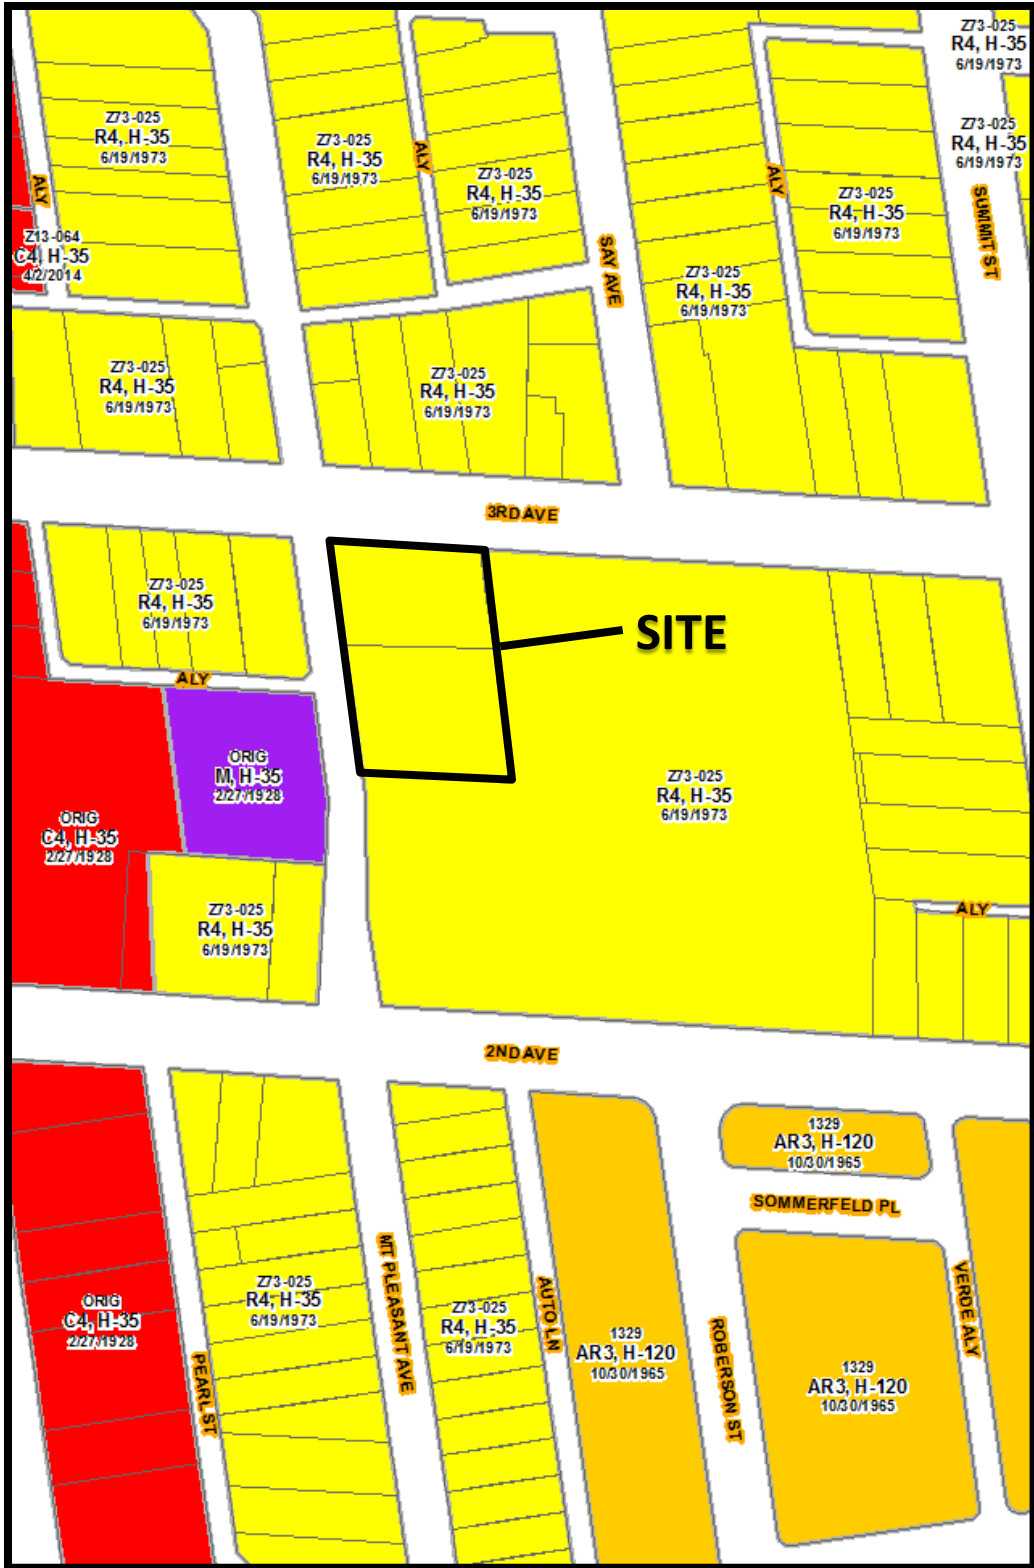 Z73-025
R4, H-35
6/19/1973
Z73-025
R4, H-35
6/19/1973
Z73-025
R4, H-35
6/19/1973
Z73-025
R4, H-35
6/19/1973
Z73-025
R4, H-35
6/19/1973
ALY
ALY
Z73-025
R4, H-35
6/19/1973
ALY
Z73-025
R4, H-35
6/19/1973
ALY
SUMMIT ST
Z13-064
C4, H-35
4/2/2014
SAY AVE
Z73-025
R4, H-35
6/19/1973
Z73-025
R4, H-35
6/19/1973
Z73-025
R4, H-35
6/19/1973
3RD AVE
Z73-025
R4, H-35
6/19/1973
SITE
ALY
ORIG
M, H-35
2/27/1928
Z73-025
R4, H-35
6/19/1973
ORIG
C4, H-35
2/27/1928
Z73-025
R4, H-35
6/19/1973
ALY
2ND AVE
1329
AR3, H-120
10/30/1965
SOMMERFELD PL
MT PLEASANT AVE
AUTO LN
VERDE ALY
Z73-025
R4, H-35
6/19/1973
ORIG
C4, H-35
2/27/1928
Z73-025
R4, H-35
6/19/1973
1329
AR3, H-120
10/30/1965
ROBERSON ST
PEARL ST
1329
AR3, H-120
10/30/1965